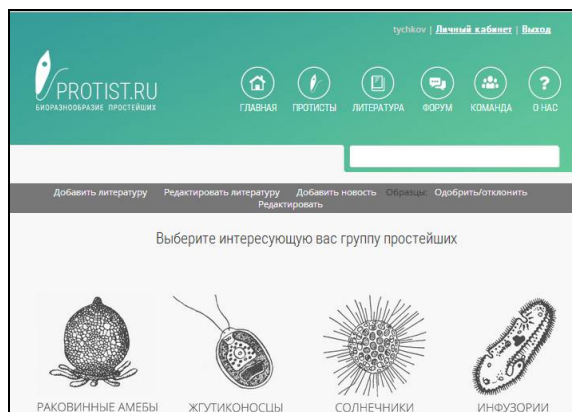 tychkov | Личный кабинет | Выход
PROTIST.RU
БИОРАЗНООБРАЗИЕ ПРОСТЕЙШИХ
ГЛАВНАЯ ПРОТИСТЫ ЛИТЕРАТУРА ФОРУМ КОМАНДА О НАС
Добавить литературу Редактировать литературу Добавить новость Образцы: Одобрить/отклонить
Редактировать
Выберите интересующую вас группу простейших
РАКОВИННЫЕ АМЕБЫ ЖГУТИКОНОСЦЫ СОЛНЕЧНИКИ ИНФУЗОРИИ